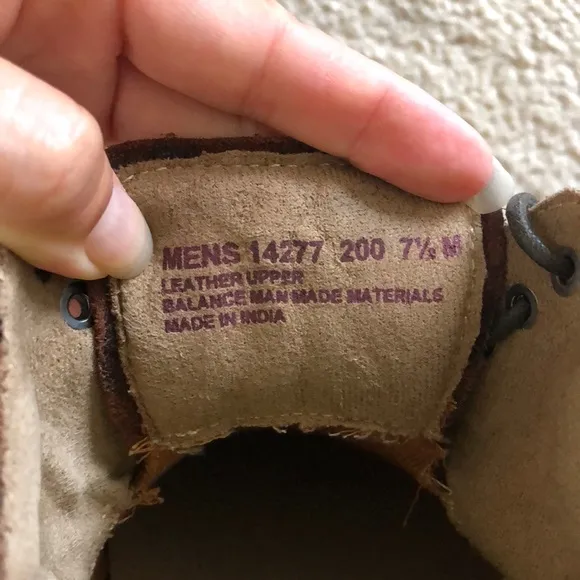 MENS 14277 200 7½ M
LEATHER UPPER
BALANCE MAN MADE MATERIALS
MADE IN INDIA